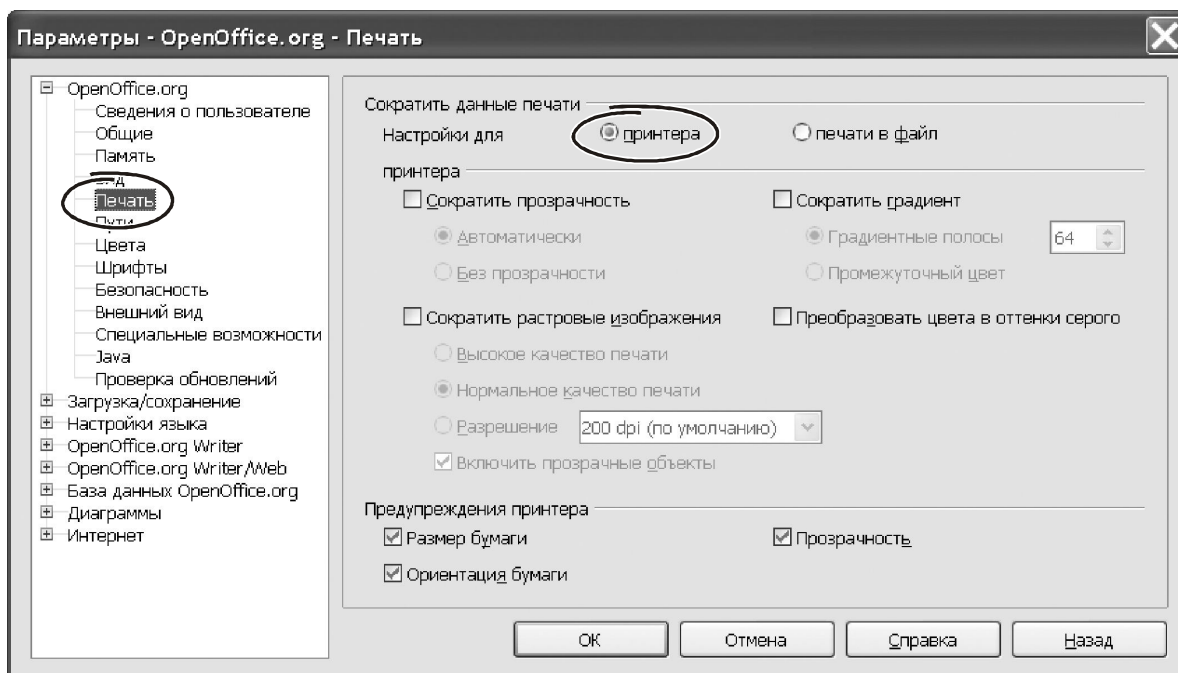 Параметры - OpenOffice.org - Печать
OpenOffice.org
Сведения о пользователе
Общие
Память
Вид
Печать
Пути
Цвета
Шрифты
Безопасность
Внешний вид
Специальные возможности
Java
Проверка обновлений
Загрузка/сохранение
Настройки языка
OpenOffice.org Writer
OpenOffice.org Writer/Web
База данных OpenOffice.org
Диаграммы
Интернет
Сократить данные печати
Настройки для принтера печати в файл
принтера
Сократить прозрачность Сократить градиент
Автоматически Градиентные полосы 64
Без прозрачности Промежуточный цвет
Сократить растровые изображения Преобразовать цвета в оттенки серого
Высокое качество печати
Нормальное качество печати
Разрешение 200 dpi (по умолчанию)
Включить прозрачные объекты
Предупреждения принтера
Размер бумаги Прозрачность
Ориентация бумаги
ОК Отмена Справка Назад